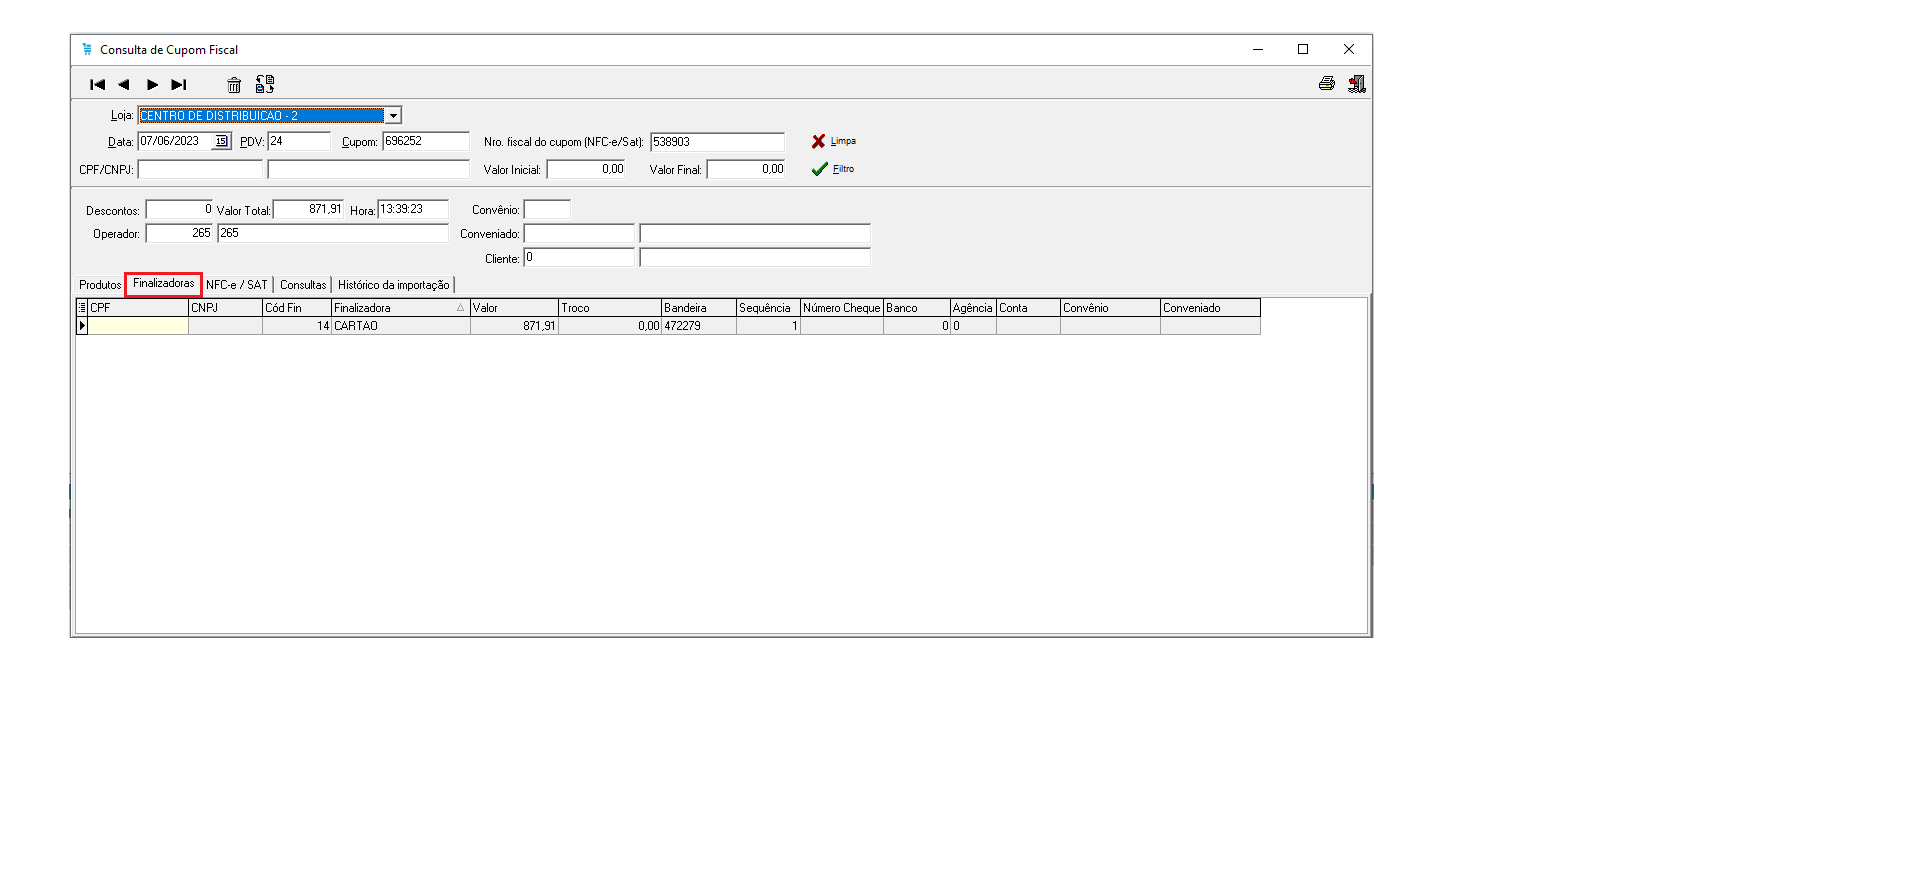 Consulta de Cupom Fiscal
Loja: CENTRO DE DISTRIBUICAO - 2
Data: 07/06/2023 15 PDV: 24 Cupom: 696252 Nro. fiscal do cupom (NFC-e/Sat): 538903 Limpa
CPF/CNPJ: Valor Inicial: 0,00 Valor Final: 0,00 Filtro
Descontos: 0 Valor Total: 871,91 Hora: 13:39:23 Convênio:
Operador: 265 265 Conveniado:
Cliente: 0
Produtos Finalizadoras NFC-e / SAT Consultas Histórico da importação
CPF CNPJ Cód Fin Finalizadora Valor Troco Bandeira Sequência Número Cheque Banco Agência Conta Convênio Conveniado
14 CARTAO 871,91 0,00 472279 1 0 0